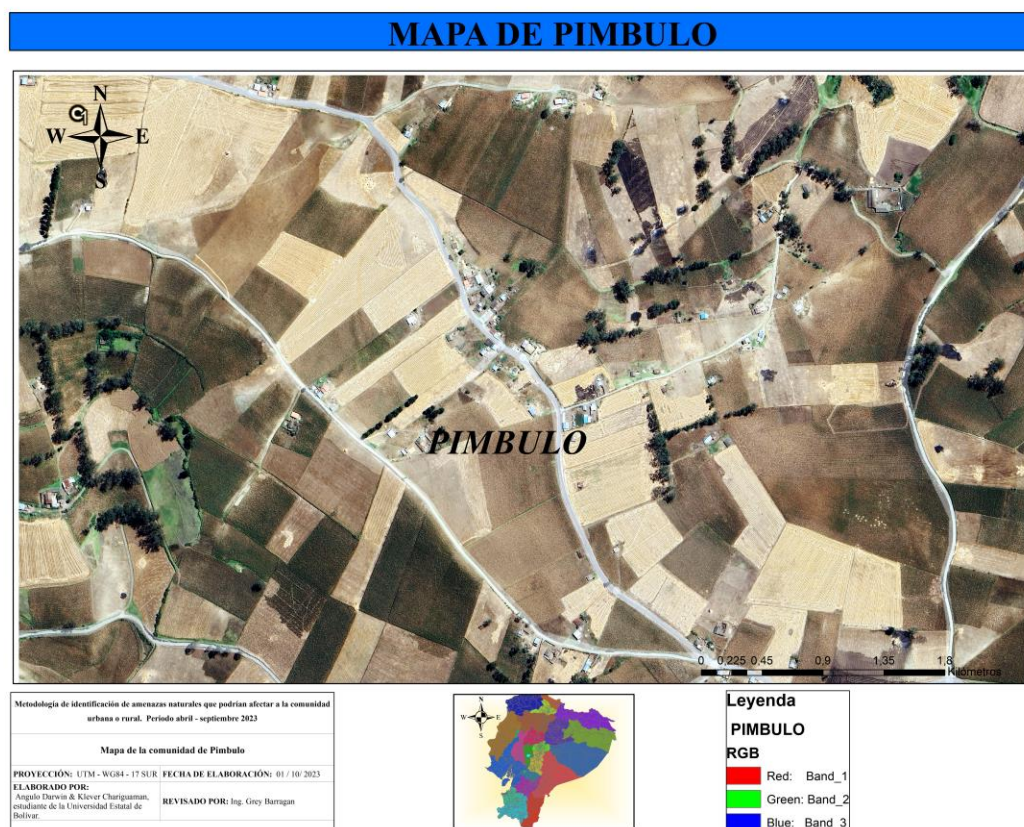 MAPA DE PIMBULO
N
W E
S
PIMBULO
0 0,225 0,45 0,9 1,35 1,8
Kilómetros
Metodología de identificación de amenazas naturales que podrían afectar a la comunidad
urbana o rural. Periodo abril - septiembre 2023
Mapa de la comunidad de Pimbulo
PROYECCIÓN: UTM - WG84 - 17 SUR
FECHA DE ELABORACIÓN: 01 / 10/ 2023
ELABORADO POR:
Angulo Darwin & Klever Chariguaman,
estudiante de la Universidad Estatal de
Bolívar.
REVISADO POR: Ing. Grey Barragan
N
W E
S
Leyenda
PIMBULO
RGB
Red: Band_1
Green: Band_2
Blue: Band_3